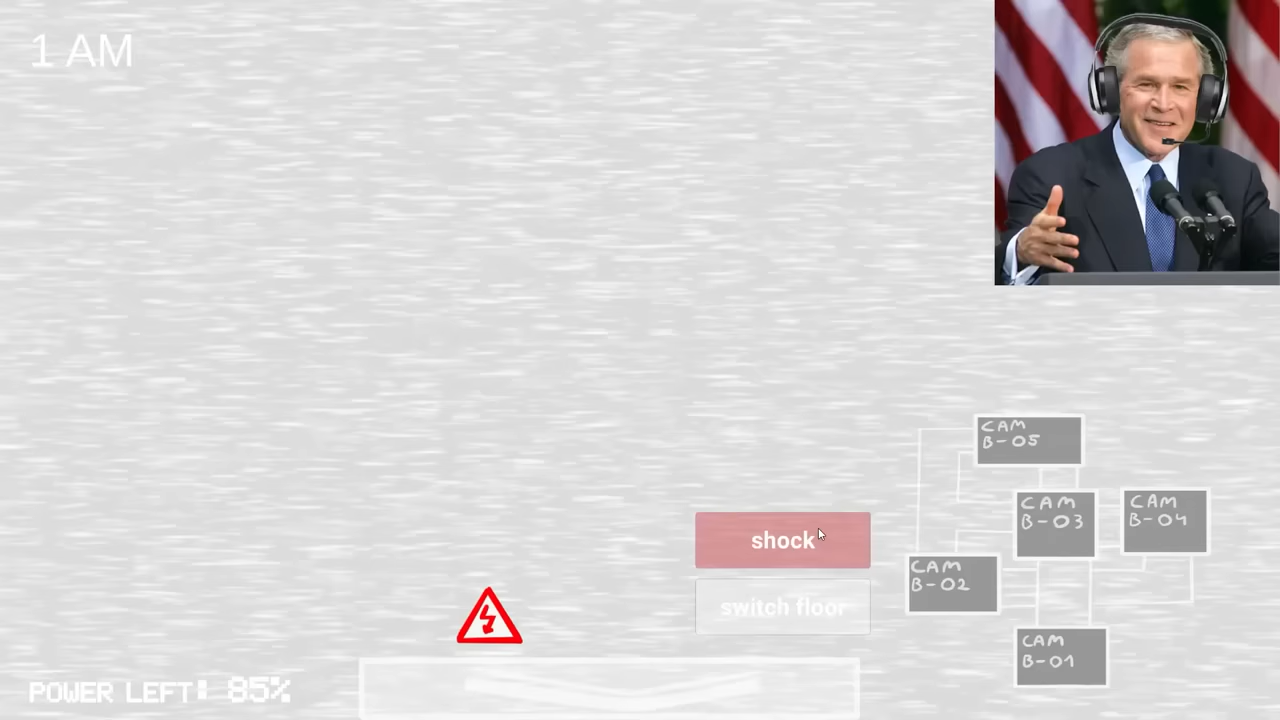 1 AM
CAM
B-05
CAM
B-03
CAM
B-04
shock
CAM
B-02
switch floor
CAM
B-01
POWER LEFT: 85%